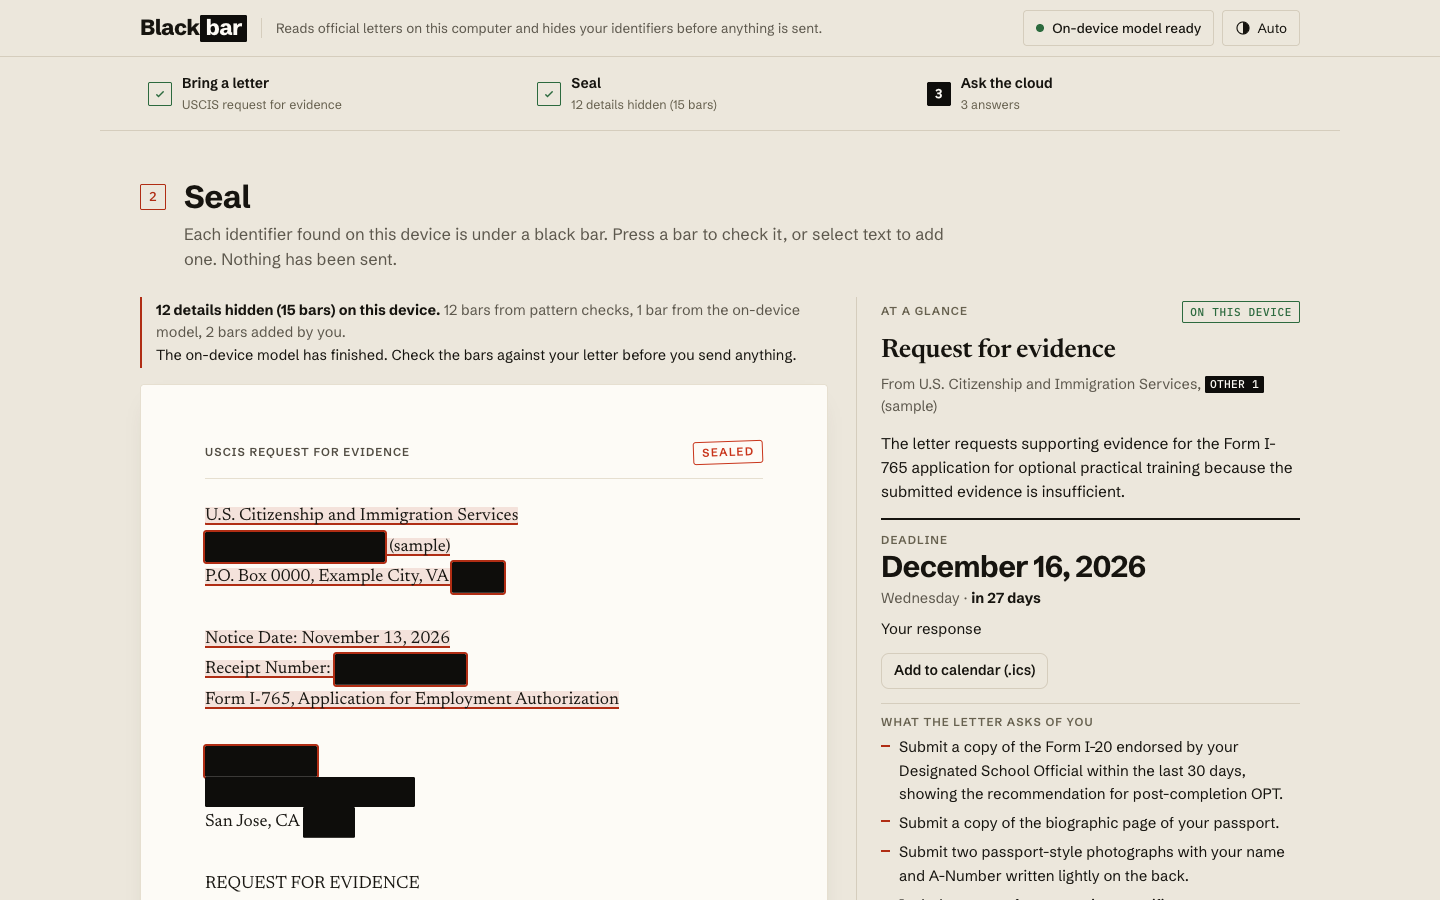 Blackbar
Reads official letters on this computer and hides your identifiers before anything is sent.
On-device model ready
Auto
Bring a letter
USCIS request for evidence
Seal
12 details hidden (15 bars)
3
Ask the cloud
3 answers
2
Seal
Each identifier found on this device is under a black bar. Press a bar to check it, or select text to add
one. Nothing has been sent.
12 details hidden (15 bars) on this device. 12 bars from pattern checks, 1 bar from the on-device
model, 2 bars added by you.
The on-device model has finished. Check the bars against your letter before you send anything.
USCIS REQUEST FOR EVIDENCE
SEALED
U.S. Citizenship and Immigration Services
(sample)
P.O. Box 0000, Example City, VA
Notice Date: November 13, 2026
Receipt Number:
Form I-765, Application for Employment Authorization
San Jose, CA
REQUEST FOR EVIDENCE
AT A GLANCE
ON THIS DEVICE
Request for evidence
From U.S. Citizenship and Immigration Services, OTHER 1
(sample)
The letter requests supporting evidence for the Form I-
765 application for optional practical training because the
submitted evidence is insufficient.
DEADLINE
December 16, 2026
Wednesday · in 27 days
Your response
Add to calendar (.ics)
WHAT THE LETTER ASKS OF YOU
Submit a copy of the Form I-20 endorsed by your
Designated School Official within the last 30 days,
showing the recommendation for post-completion OPT.
Submit a copy of the biographic page of your passport.
Submit two passport-style photographs with your name
and A-Number written lightly on the back.